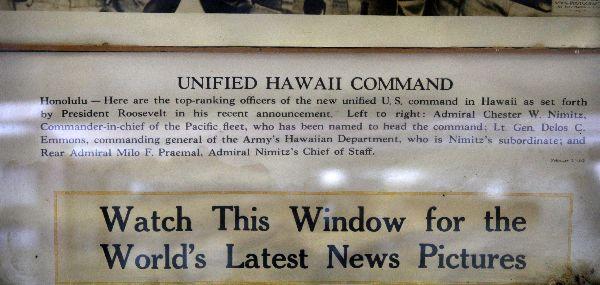 UNIFIED HAWAII COMMAND
Honolulu — Here are the top-ranking officers of the new unified U. S. command in Hawaii as set forth
by President Roosevelt in his recent announcement. Left to right: Admiral Chester W. Nimitz,
Commander-in-chief of the Pacific fleet, who has been named to head the command; Lt. Gen. Delos C.
Emmons, commanding general of the Army's Hawaiian Department, who is Nimitz's subordinate; and
Rear Admiral Milo F. Praemal, Admiral Nimitz's Chief of Staff.
Watch This Window for the
World's Latest News Pictures